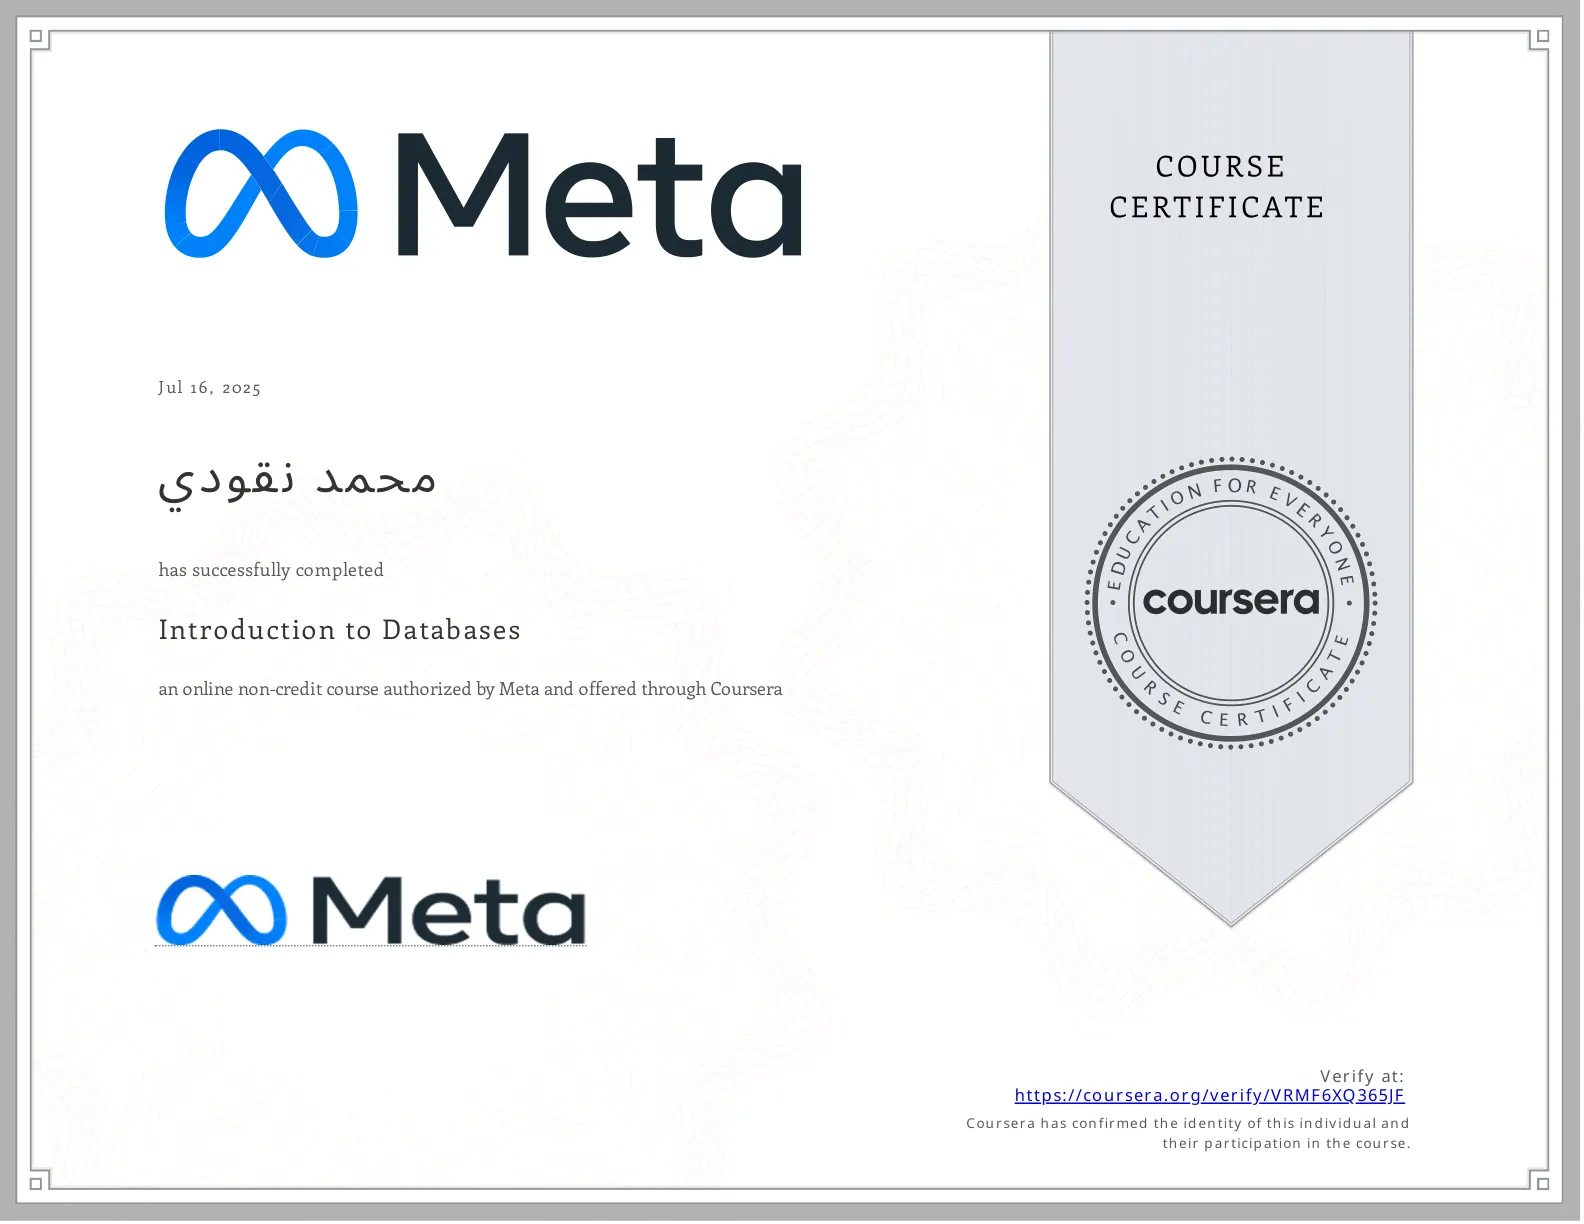 Meta
COURSE
CERTIFICATE
Jul 16, 2025
محمد نقودي
has successfully completed
Introduction to Databases
an online non-credit course authorized by Meta and offered through Coursera
EDUCATION FOR EVERYONE
coursera
COURSE CERTIFICATE
Meta
Verify at:
https://coursera.org/verify/VRMF6XQ365JF
Coursera has confirmed the identity of this individual and
their participation in the course.